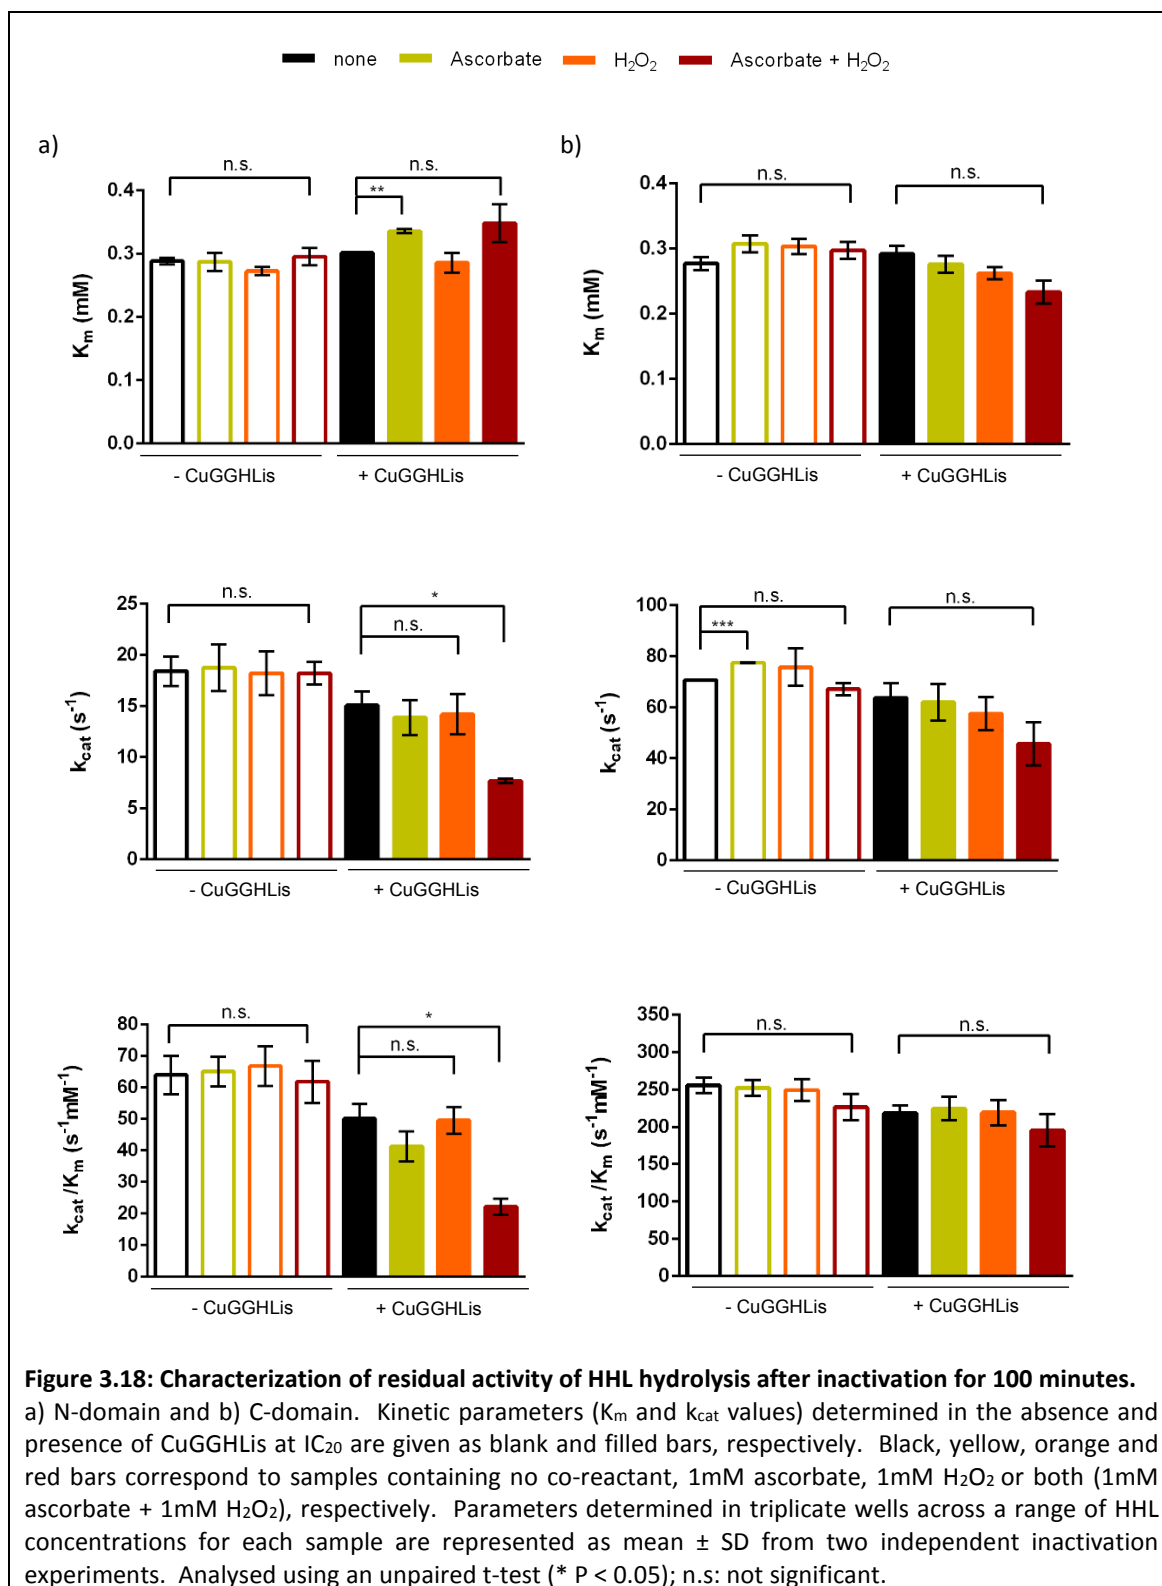 none Ascorbate H₂O₂ Ascorbate + H₂O₂
a)
n.s.
n.s.
**
Kₘ (mM)
0.4
0.3
0.2
0.1
0.0
- CuGGHLis
+ CuGGHLis
b)
n.s.
n.s.
Kₘ (mM)
0.4
0.3
0.2
0.1
0.0
- CuGGHLis
+ CuGGHLis
n.s.
*
n.s.
k_cat (s⁻¹)
25
20
15
10
5
0
- CuGGHLis
+ CuGGHLis
n.s.
n.s.
***
k_cat (s⁻¹)
100
80
60
40
20
0
- CuGGHLis
+ CuGGHLis
n.s.
*
n.s.
k_cat /Kₘ (s⁻¹mM⁻¹)
80
70
60
50
40
30
20
10
0
- CuGGHLis
+ CuGGHLis
n.s.
n.s.
k_cat /Kₘ (s⁻¹mM⁻¹)
350
300
250
200
150
100
50
0
- CuGGHLis
+ CuGGHLis
Figure 3.18: Characterization of residual activity of HHL hydrolysis after inactivation for 100 minutes.
a) N-domain and b) C-domain. Kinetic parameters (Kₘ and k_cat values) determined in the absence and
presence of CuGGHLis at IC₂₀ are given as blank and filled bars, respectively. Black, yellow, orange and
red bars correspond to samples containing no co-reactant, 1mM ascorbate, 1mM H₂O₂ or both (1mM
ascorbate + 1mM H₂O₂), respectively. Parameters determined in triplicate wells across a range of HHL
concentrations for each sample are represented as mean ± SD from two independent inactivation
experiments. Analysed using an unpaired t-test (* P < 0.05); n.s: not significant.